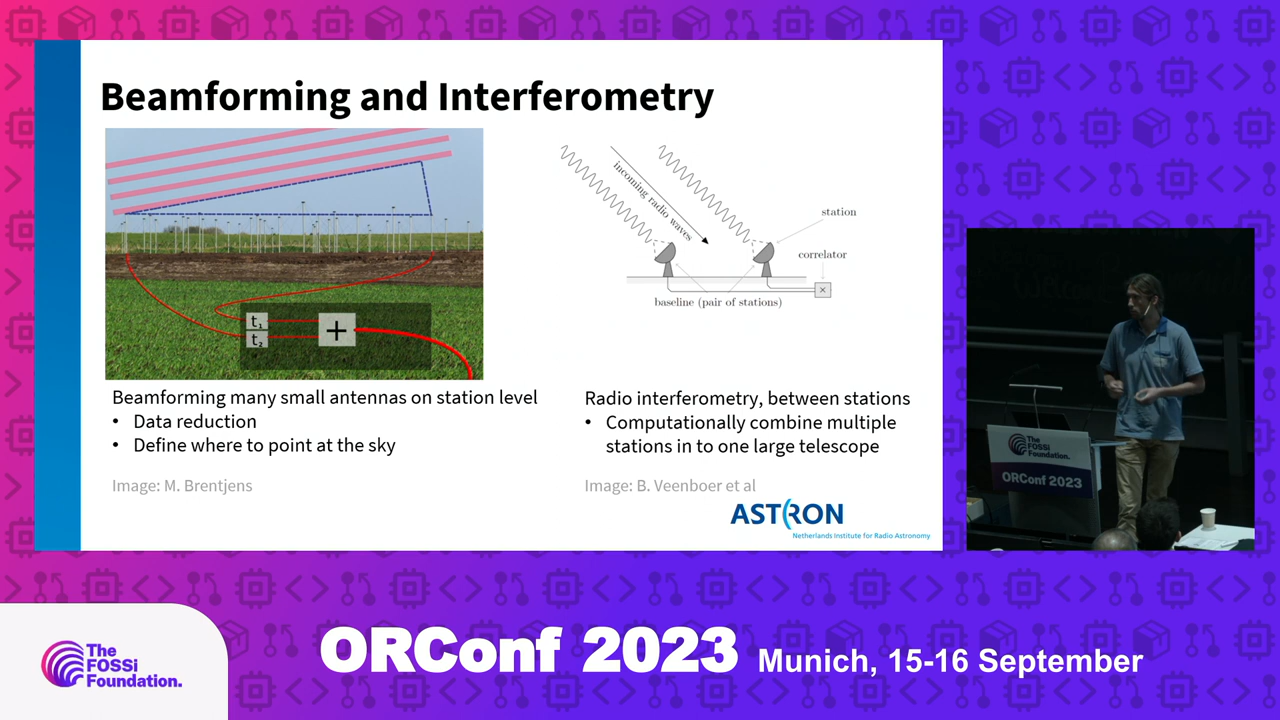 Beamforming and Interferometry
t₁
t₂
+
incoming radio waves
station
correlator
×
baseline (pair of stations)
Beamforming many small antennas on station level
• Data reduction
• Define where to point at the sky
Image: M. Brentjens
Radio interferometry, between stations
• Computationally combine multiple
stations in to one large telescope
Image: B. Veenboer et al
ASTRON
Netherlands Institute for Radio Astronomy
The
FOSSi
Foundation.
ORConf 2023
The
FOSSi
Foundation.
ORConf 2023
Munich, 15-16 September